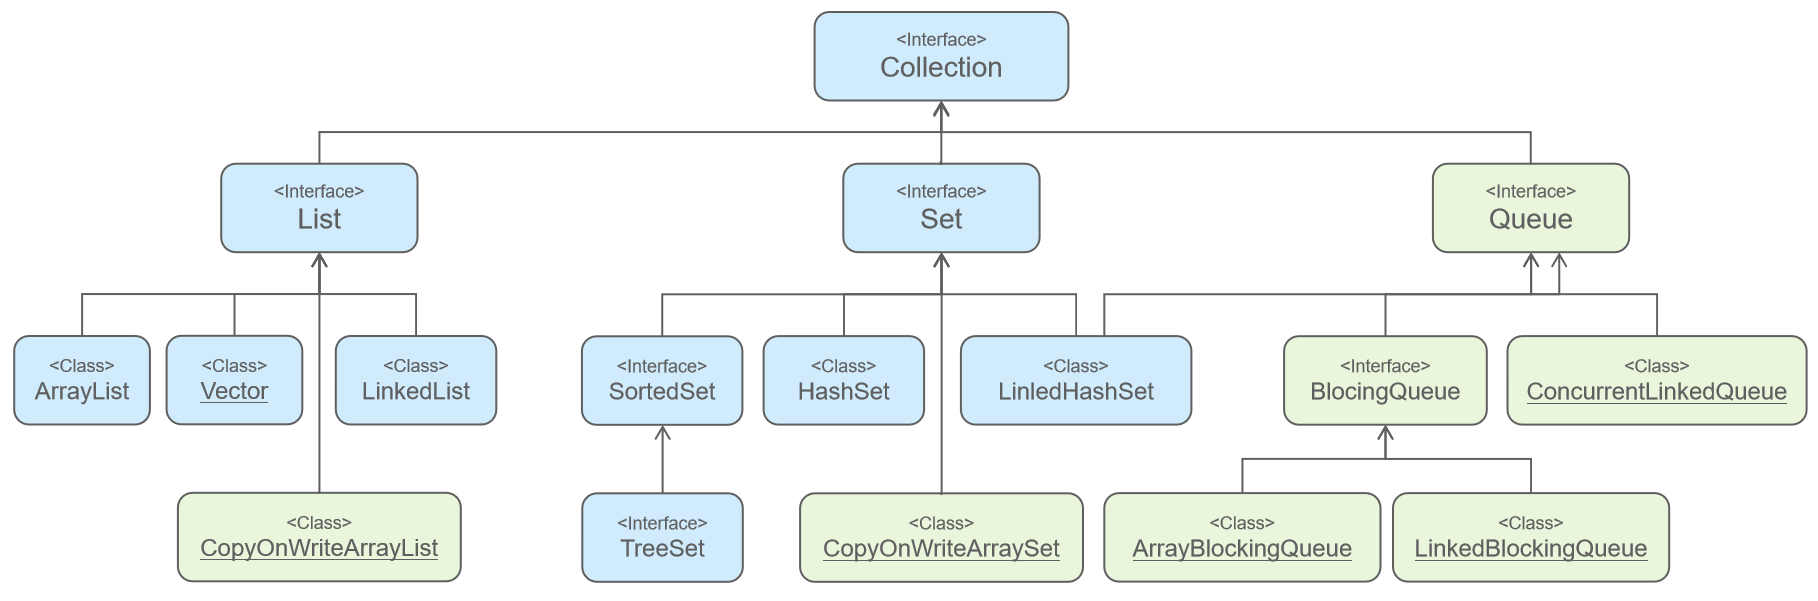 <Interface>
Collection
<Interface>
List
<Interface>
Set
<Interface>
Queue
<Class>
ArrayList
<Class>
Vector
<Class>
LinkedList
<Interface>
SortedSet
<Class>
HashSet
<Class>
LinledHashSet
<Interface>
BlocingQueue
<Class>
ConcurrentLinkedQueue
<Class>
CopyOnWriteArrayList
<Interface>
TreeSet
<Class>
CopyOnWriteArraySet
<Class>
ArrayBlockingQueue
<Class>
LinkedBlockingQueue